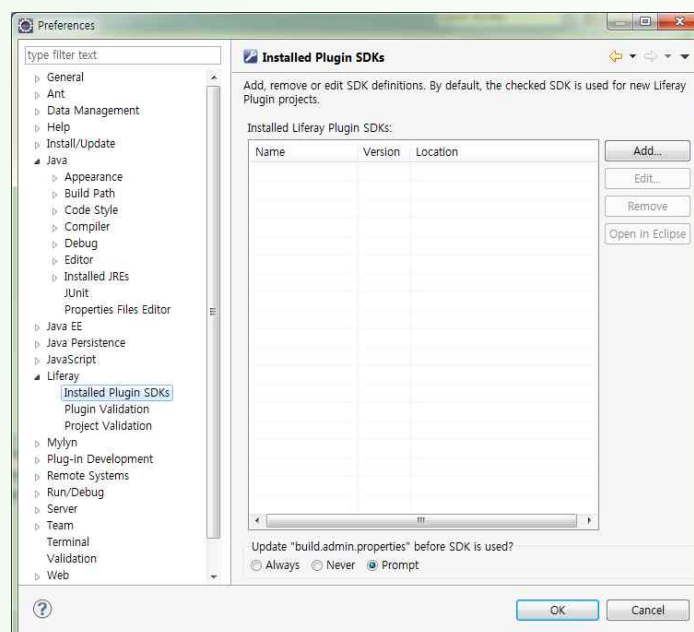 Preferences
type filter text
General
Ant
Data Management
Help
Install/Update
Java
Appearance
Build Path
Code Style
Compiler
Debug
Editor
Installed JREs
JUnit
Properties Files Editor
Java EE
Java Persistence
JavaScript
Liferay
Installed Plugin SDKs
Plugin Validation
Project Validation
Mylyn
Plug-in Development
Remote Systems
Run/Debug
Server
Team
Terminal
Validation
Web
Installed Plugin SDKs
Add, remove or edit SDK definitions. By default, the checked SDK is used for new Liferay
Plugin projects.
Installed Liferay Plugin SDKs:
Name Version Location
Add...
Edit...
Remove
Open in Eclipse
Update "build.admin.properties" before SDK is used?
Always Never Prompt
OK Cancel